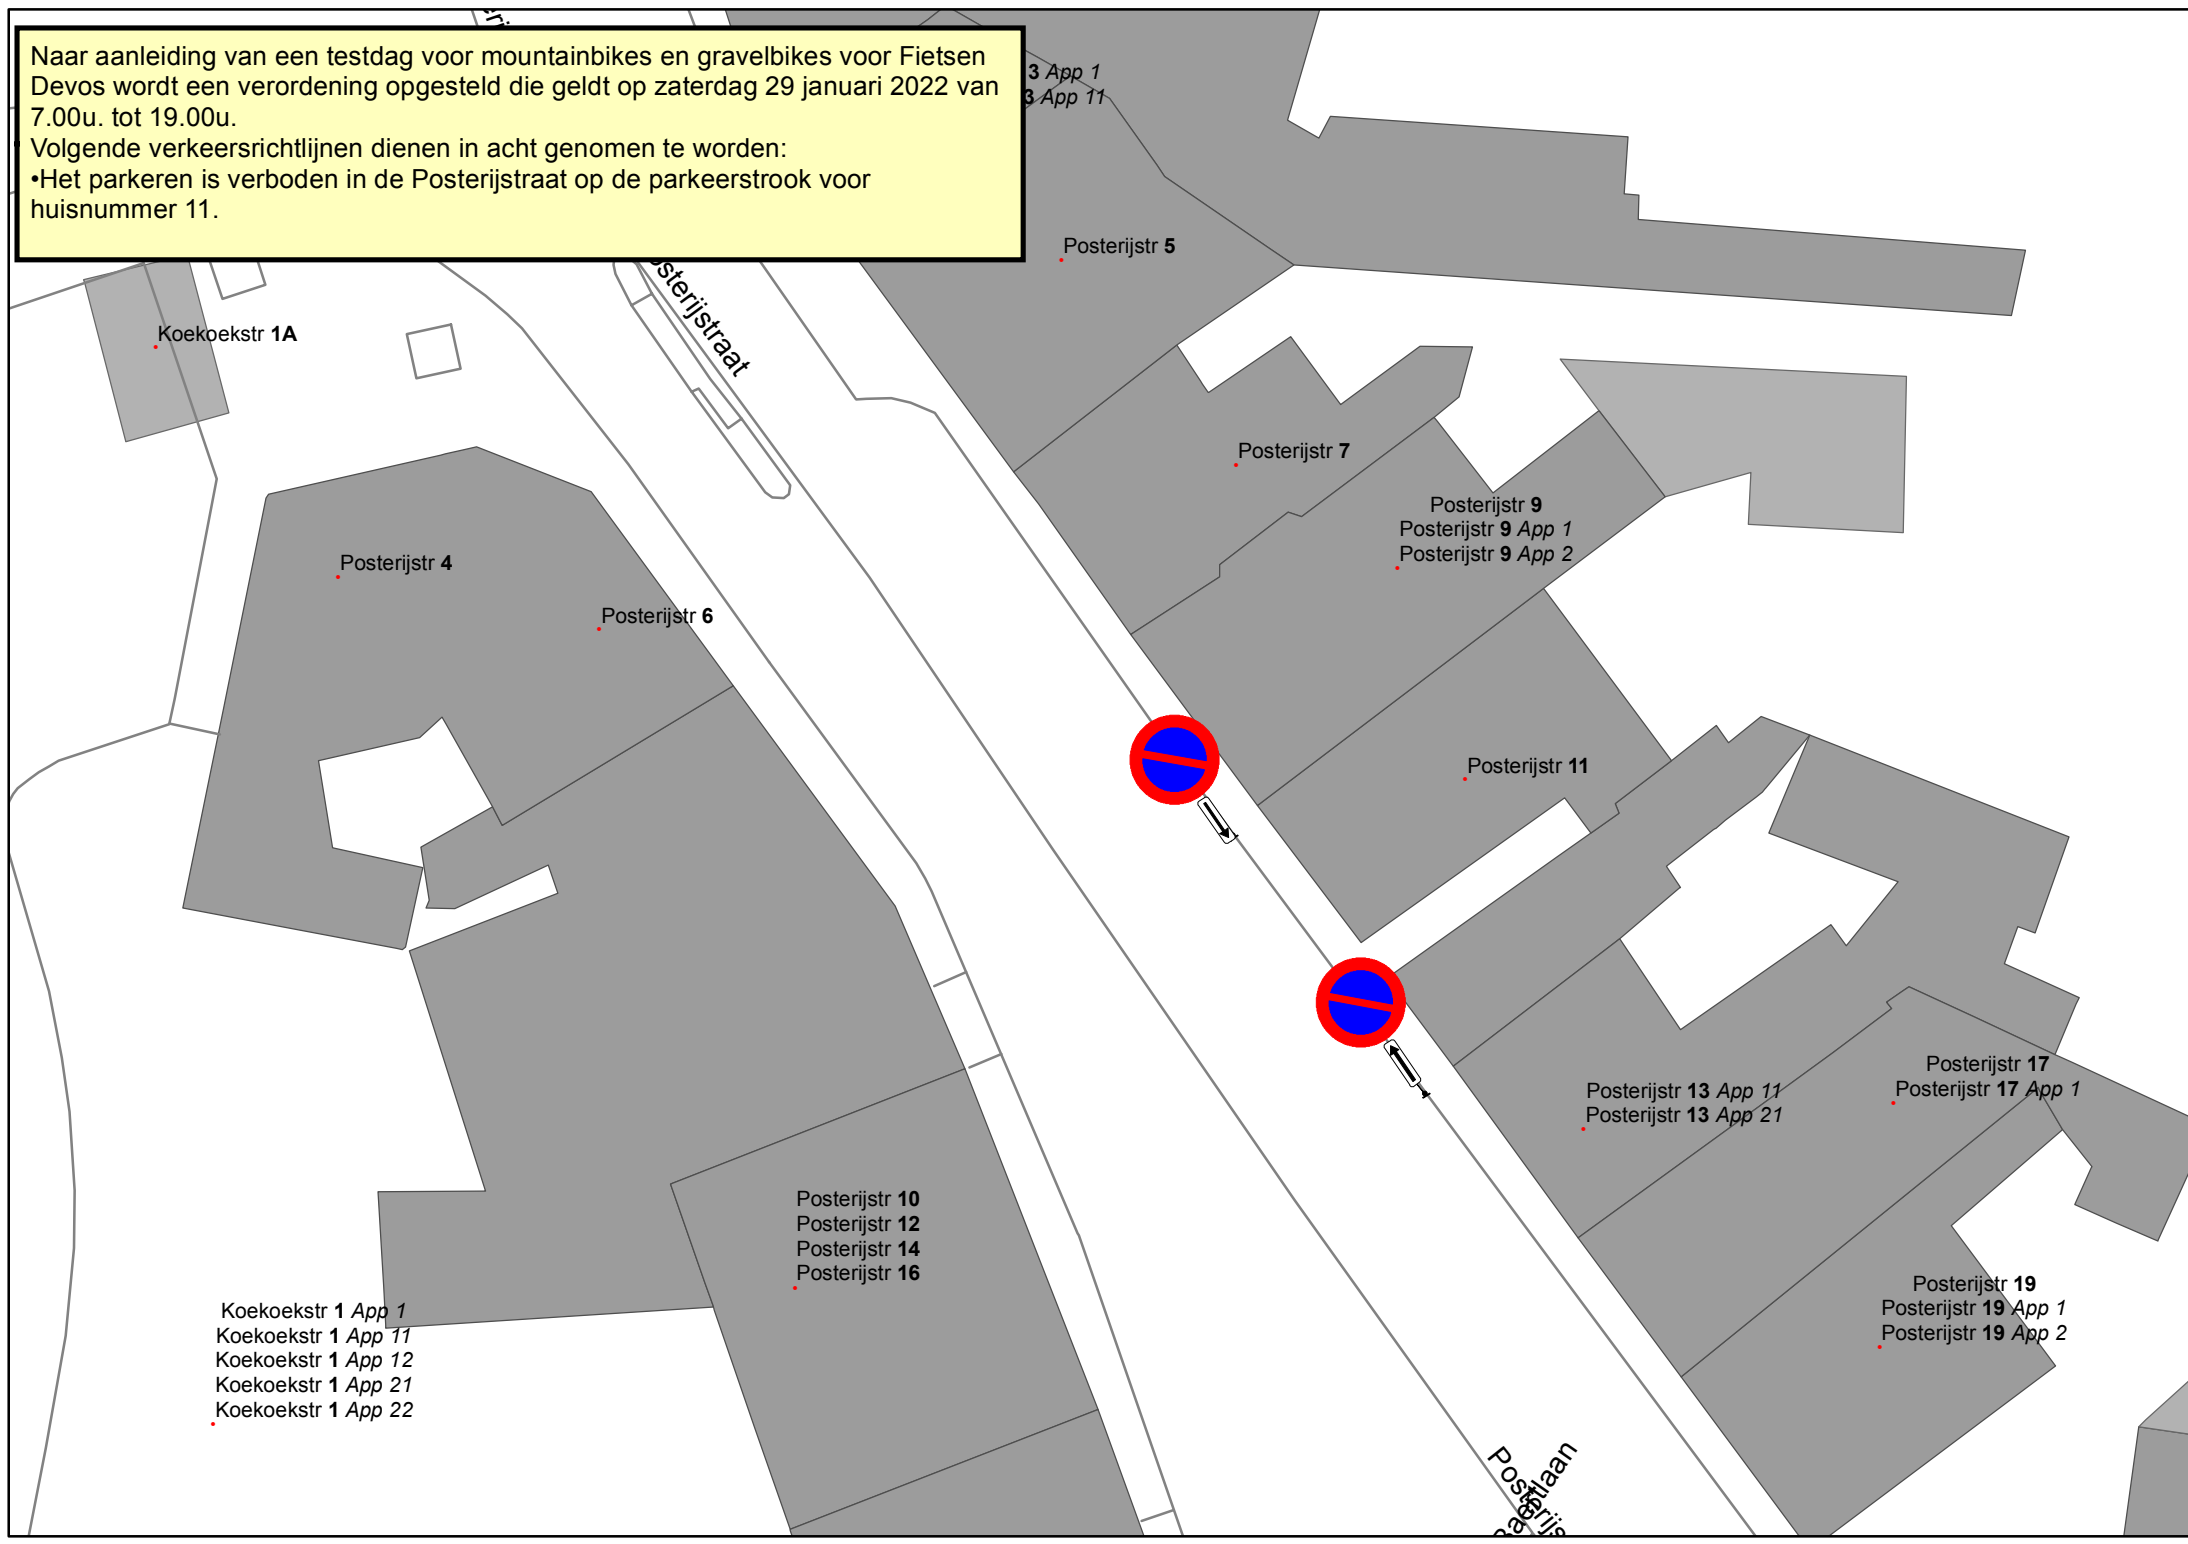 Naar aanleiding van een testdag voor mountainbikes en gravelbikes voor Fietsen
Devos wordt een verordening opgesteld die geldt op zaterdag 29 januari 2022 van
7.00u. tot 19.00u.
Volgende verkeersrichtlijnen dienen in acht genomen te worden:
•Het parkeren is verboden in de Posterijstraat op de parkeerstrook voor
huisnummer 11.
3 App 1
3 App 11
Posterijstr 5
osterijstraat
Koekoekstr 1A
Posterijstr 7
Posterijstr 9
Posterijstr 9 App 1
Posterijstr 9 App 2
Posterijstr 4
Posterijstr 6
Posterijstr 11
Posterijstr 17
Posterijstr 17 App 1
Posterijstr 13 App 11
Posterijstr 13 App 21
Posterijstr 10
Posterijstr 12
Posterijstr 14
Posterijstr 16
Posterijstr 19
Posterijstr 19 App 1
Posterijstr 19 App 2
Koekoekstr 1 App 1
Koekoekstr 1 App 11
Koekoekstr 1 App 12
Koekoekstr 1 App 21
Koekoekstr 1 App 22
Posterijs